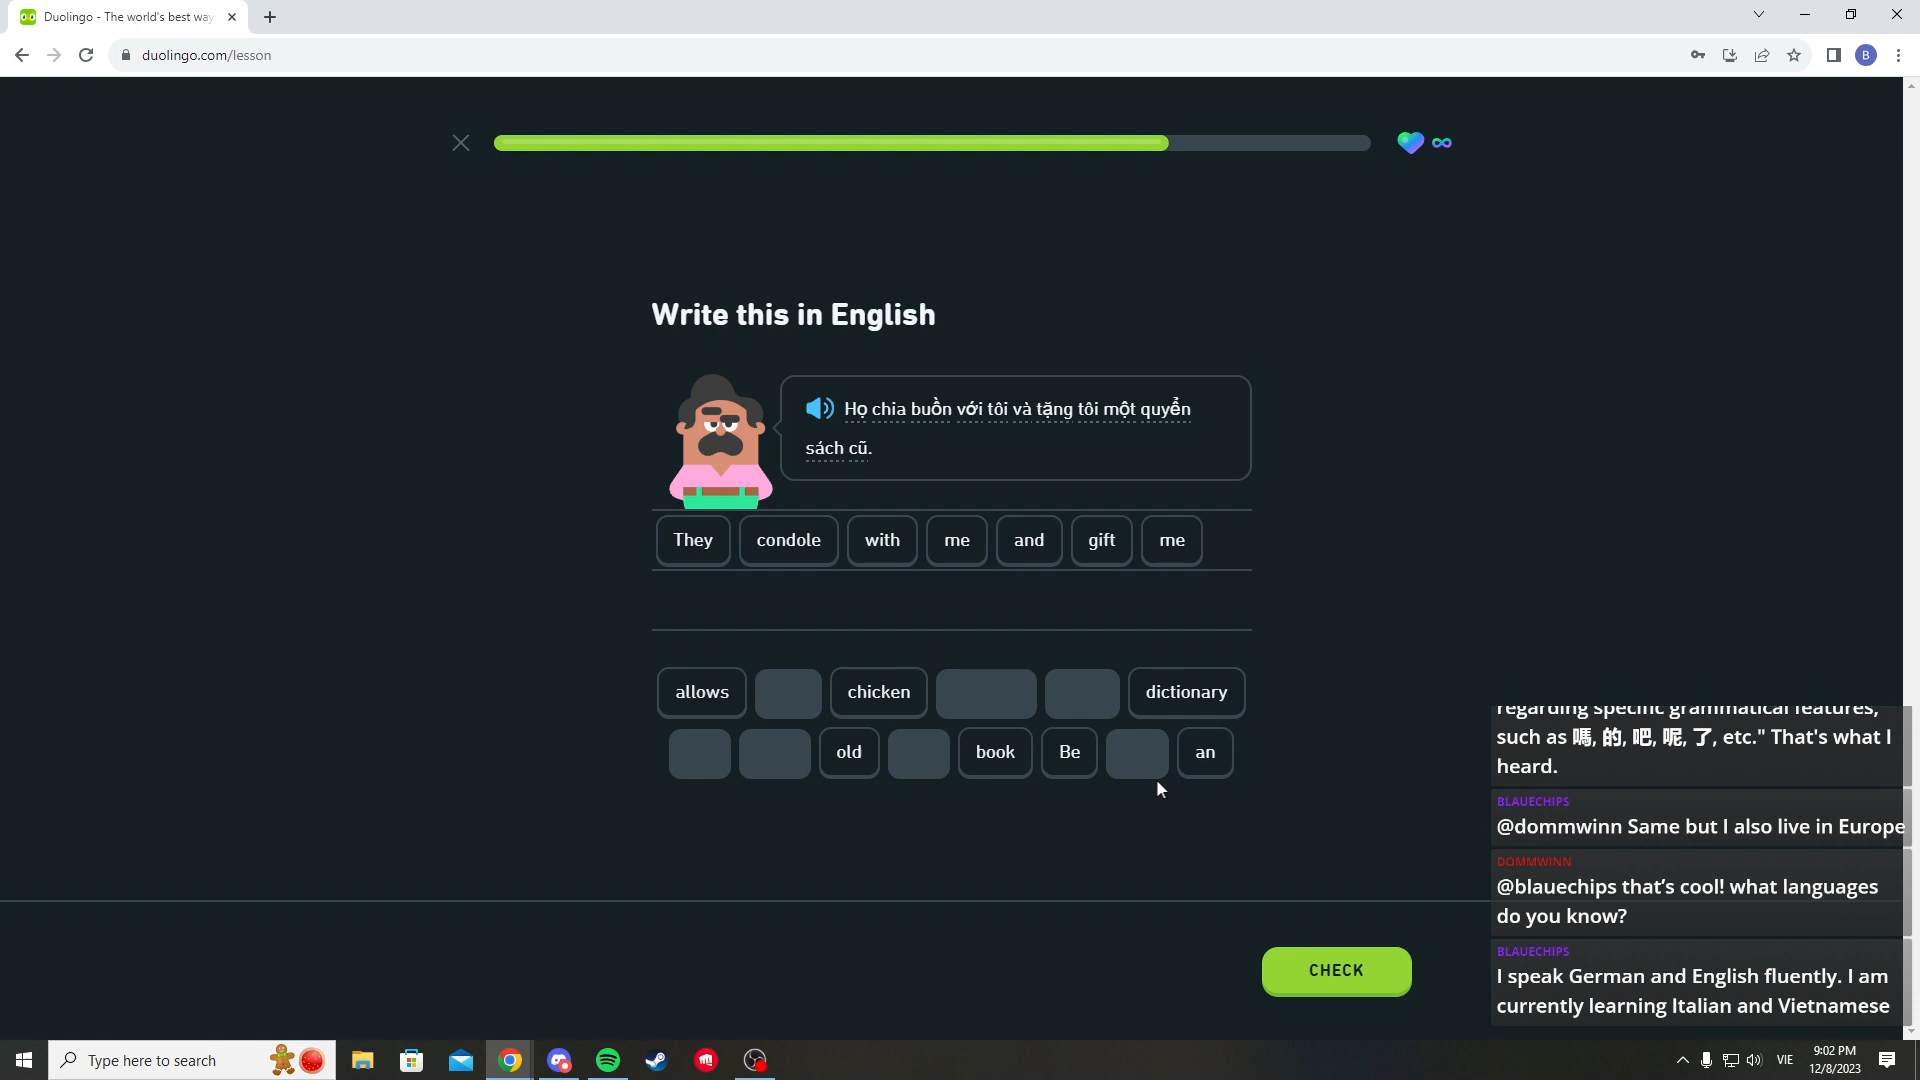 Duolingo - The world's best way
duolingo.com/lesson
B
Write this in English
Họ chia buồn với tôi và tặng tôi một quyển
sách cũ.
They condole with me and gift me
allows chicken dictionary
old book Be an
CHECK
regarding specific grammatical features,
such as 嗎, 的, 吧, 呢, 了, etc." That's what I
heard.
BLAUECHIPS
@dommwinn Same but I also live in Europe
DOMMWINN
@blauechips that's cool! what languages
do you know?
BLAUECHIPS
I speak German and English fluently. I am
currently learning Italian and Vietnamese
Type here to search
VIE
9:02 PM
12/8/2023